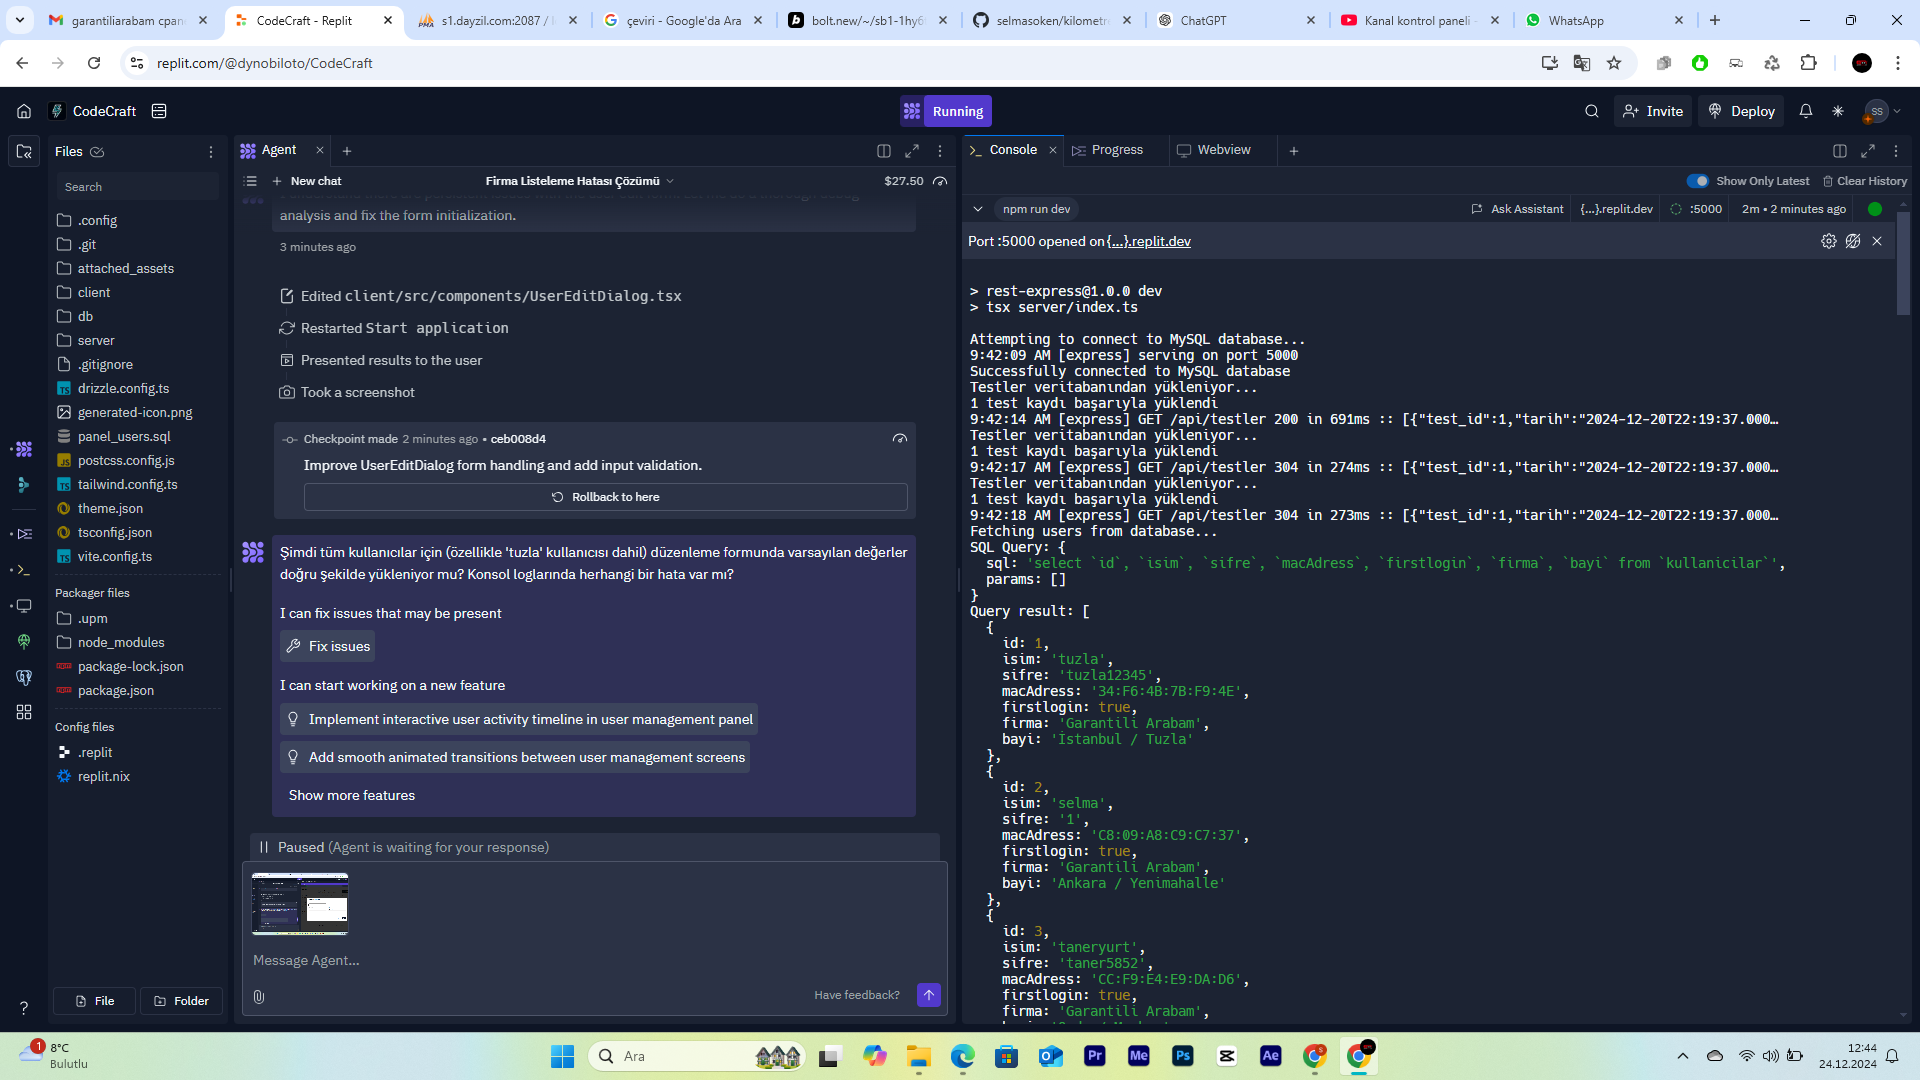 garantiliarabam cpan
CodeCraft - Replit
s1.dayzil.com:2087 /
çeviri - Google'da Ara
bolt.new/~/sb1-1hy6
selmasoken/kilometr
ChatGPT
Kanal kontrol paneli -
WhatsApp
replit.com/@dynobiloto/CodeCraft
CodeCraft
Running
Invite
Deploy
SS
Files
Search
.config
.git
attached_assets
client
db
server
.gitignore
drizzle.config.ts
generated-icon.png
panel_users.sql
postcss.config.js
tailwind.config.ts
theme.json
tsconfig.json
vite.config.ts
Packager files
.upm
node_modules
package-lock.json
package.json
Config files
.replit
replit.nix
File
Folder
Agent
New chat
Firma Listeleme Hatası Çözümü
$27.50
analysis and fix the form initialization.
3 minutes ago
Edited client/src/components/UserEditDialog.tsx
Restarted Start application
Presented results to the user
Took a screenshot
Checkpoint made 2 minutes ago • ceb008d4
Improve UserEditDialog form handling and add input validation.
Rollback to here
Şimdi tüm kullanıcılar için (özellikle 'tuzla' kullanıcısı dahil) düzenleme formunda varsayılan değerler
doğru şekilde yükleniyor mu? Konsol loglarında herhangi bir hata var mı?
I can fix issues that may be present
Fix issues
I can start working on a new feature
Implement interactive user activity timeline in user management panel
Add smooth animated transitions between user management screens
Show more features
Paused (Agent is waiting for your response)
Message Agent...
Have feedback?
Console
Progress
Webview
Show Only Latest
Clear History
npm run dev
Ask Assistant
{...}.replit.dev
:5000
2m • 2 minutes ago
Port :5000 opened on {...}.replit.dev
> rest-express@1.0.0 dev
> tsx server/index.ts
Attempting to connect to MySQL database...
9:42:09 AM [express] serving on port 5000
Successfully connected to MySQL database
Testler veritabanından yükleniyor...
1 test kaydı başarıyla yüklendi
9:42:14 AM [express] GET /api/testler 200 in 691ms :: [{"test_id":1,"tarih":"2024-12-20T22:19:37.000…
Testler veritabanından yükleniyor...
1 test kaydı başarıyla yüklendi
9:42:17 AM [express] GET /api/testler 304 in 274ms :: [{"test_id":1,"tarih":"2024-12-20T22:19:37.000…
Testler veritabanından yükleniyor...
1 test kaydı başarıyla yüklendi
9:42:18 AM [express] GET /api/testler 304 in 273ms :: [{"test_id":1,"tarih":"2024-12-20T22:19:37.000…
Fetching users from database...
SQL Query: {
sql: 'select `id`, `isim`, `sifre`, `macAdress`, `firstlogin`, `firma`, `bayi` from `kullanicilar`',
params: []
}
Query result: [
{
id: 1,
isim: 'tuzla',
sifre: 'tuzla12345',
macAdress: '34:F6:4B:7B:F9:4E',
firstlogin: true,
firma: 'Garantili Arabam',
bayi: 'İstanbul / Tuzla'
},
{
id: 2,
isim: 'selma',
sifre: '1',
macAdress: 'C8:09:A8:C9:C7:37',
firstlogin: true,
firma: 'Garantili Arabam',
bayi: 'Ankara / Yenimahalle'
},
{
id: 3,
isim: 'taneryurt',
sifre: 'taner5852',
macAdress: 'CC:F9:E4:E9:DA:D6',
firstlogin: true,
firma: 'Garantili Arabam',
1
8°C
Bulutlu
Ara
Pr
Me
Ps
Ae
12:44
24.12.2024